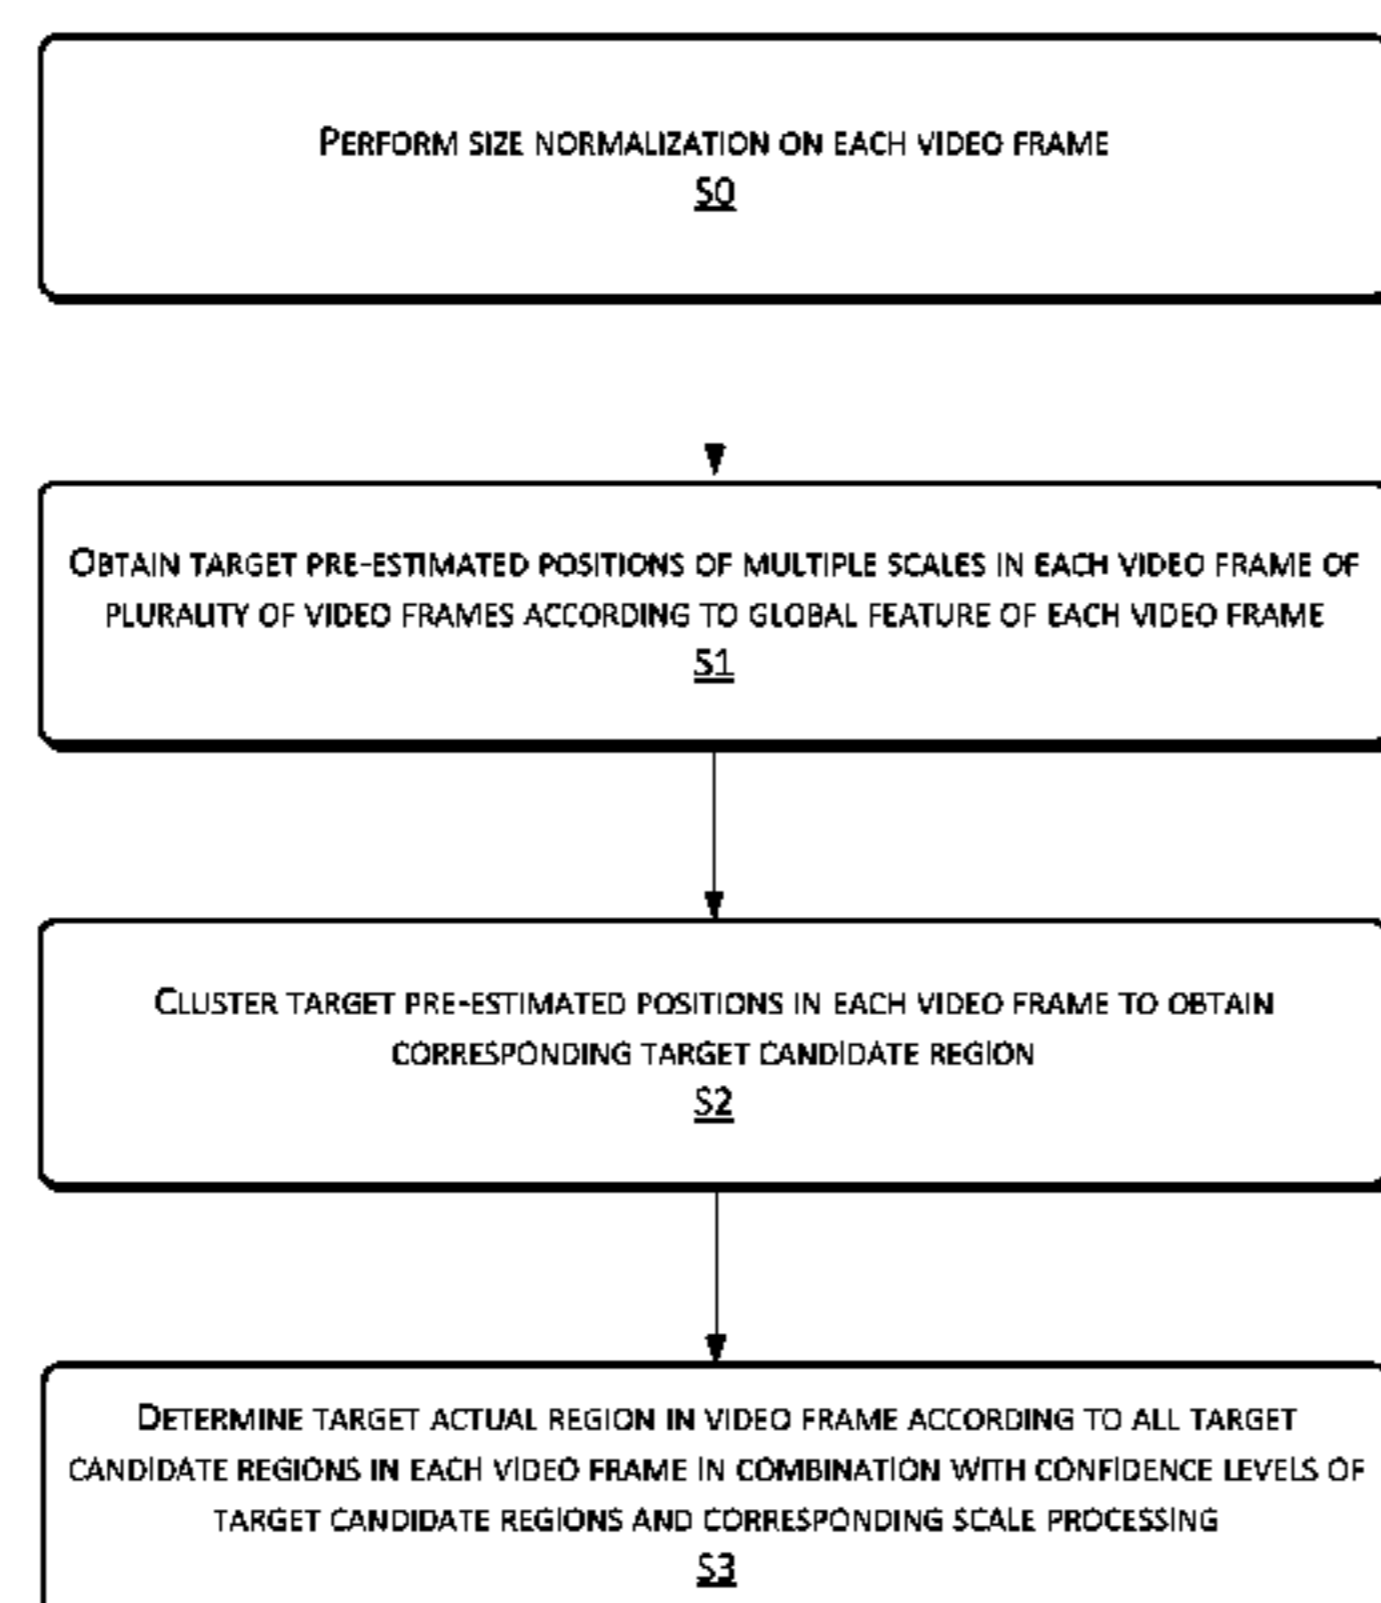 PERFORM SIZE NORMALIZATION ON EACH VIDEO FRAME
S0
OBTAIN TARGET PRE-ESTIMATED POSITIONS OF MULTIPLE SCALES IN EACH VIDEO FRAME OF
PLURALITY OF VIDEO FRAMES ACCORDING TO GLOBAL FEATURE OF EACH VIDEO FRAME
S1
CLUSTER TARGET PRE-ESTIMATED POSITIONS IN EACH VIDEO FRAME TO OBTAIN
CORRESPONDING TARGET CANDIDATE REGION
S2
DETERMINE TARGET ACTUAL REGION IN VIDEO FRAME ACCORDING TO ALL TARGET
CANDIDATE REGIONS IN EACH VIDEO FRAME IN COMBINATION WITH CONFIDENCE LEVELS OF
TARGET CANDIDATE REGIONS AND CORRESPONDING SCALE PROCESSING
S3